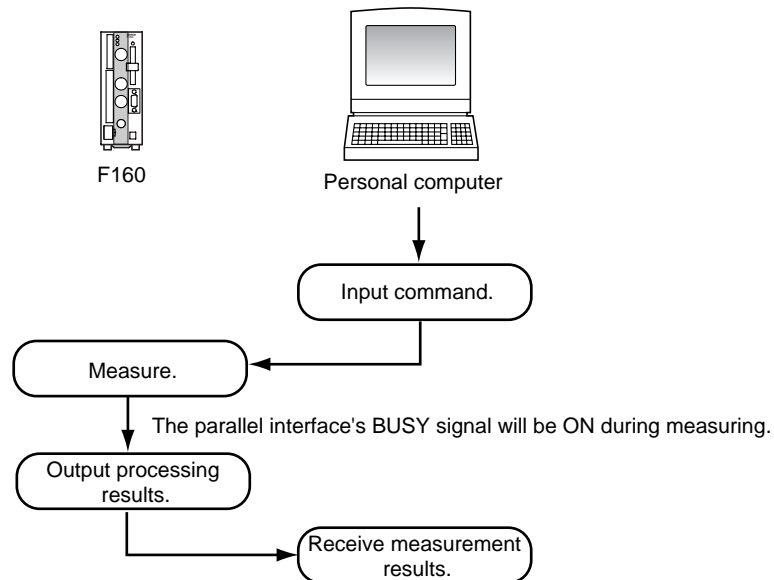 F160
Personal computer
Input command.
Measure.
The parallel interface's BUSY signal will be ON during measuring.
Output processing
results.
Receive measurement
results.